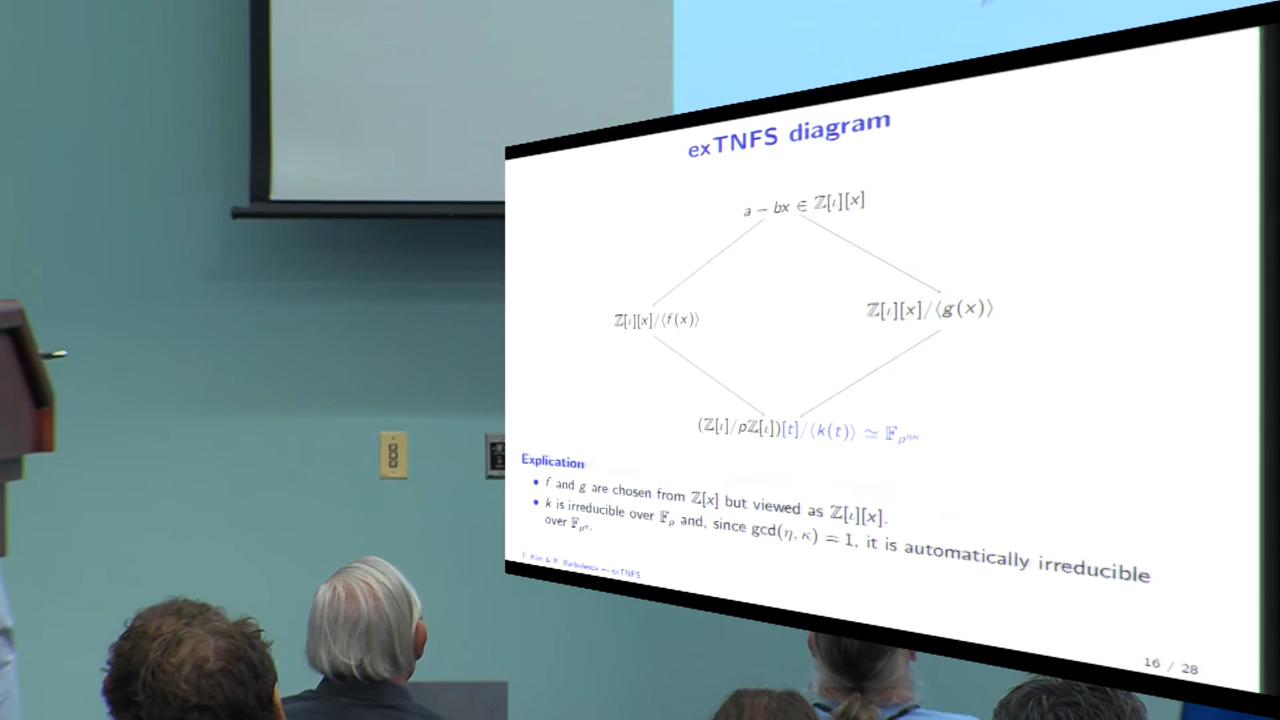 exTNFS diagram
a − bx ∈ ℤ[ι][x]
ℤ[ι][x]/⟨f(x)⟩
ℤ[ι][x]/⟨g(x)⟩
(ℤ[ι]/pℤ[ι])[t]/⟨k(t)⟩ ≃ 𝔽_{p^{ηκ}}
Explication
• f and g are chosen from ℤ[x] but viewed as ℤ[ι][x].
• k is irreducible over 𝔽_p and, since gcd(η, κ) = 1, it is automatically irreducible
over 𝔽_{p^η}.
T. Kim & R. Barbulescu — exTNFS
16 / 28